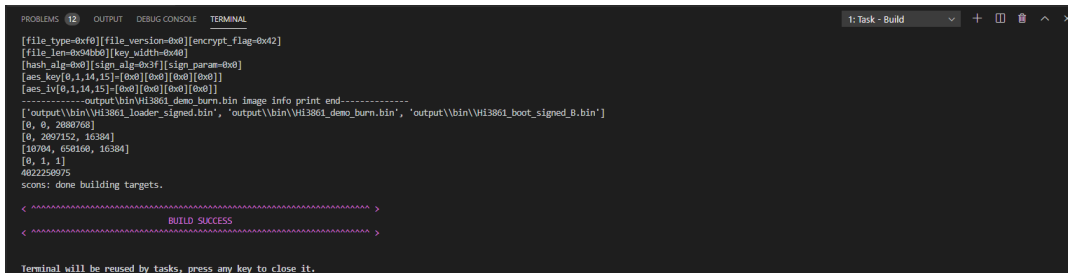 PROBLEMS 12 OUTPUT DEBUG CONSOLE TERMINAL 1: Task - Build
[file_type=0xf0][file_version=0x0][encrypt_flag=0x42]
[file_len=0x94bb0][key_width=0x40]
[hash_alg=0x0][sign_alg=0x3f][sign_param=0x0]
[aes_key[0,1,14,15]=[0x0][0x0][0x0][0x0]]
[aes_iv[0,1,14,15]=[0x0][0x0][0x0][0x0]]
-------------output\bin\Hi3861_demo_burn.bin image info print end--------------
['output\\bin\\Hi3861_loader_signed.bin', 'output\\bin\\Hi3861_demo_burn.bin', 'output\\bin\\Hi3861_boot_signed_B.bin']
[0, 0, 2080768]
[0, 2097152, 16384]
[10704, 650160, 16384]
[0, 1, 1]
4022250975
scons: done building targets.
< ^^^^^^^^^^^^^^^^^^^^^^^^^^^^^^^^^^^^^^^^^^^^^^^^^^^^^^^^^^^^^^^^^^^^^ >
BUILD SUCCESS
< ^^^^^^^^^^^^^^^^^^^^^^^^^^^^^^^^^^^^^^^^^^^^^^^^^^^^^^^^^^^^^^^^^^^^^ >
Terminal will be reused by tasks, press any key to close it.